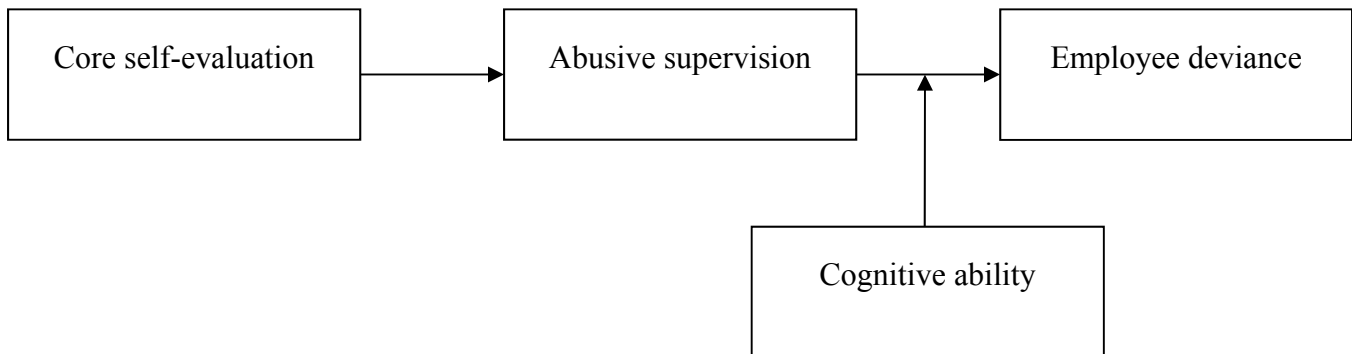 Core self-evaluation
Abusive supervision
Employee deviance
Cognitive ability